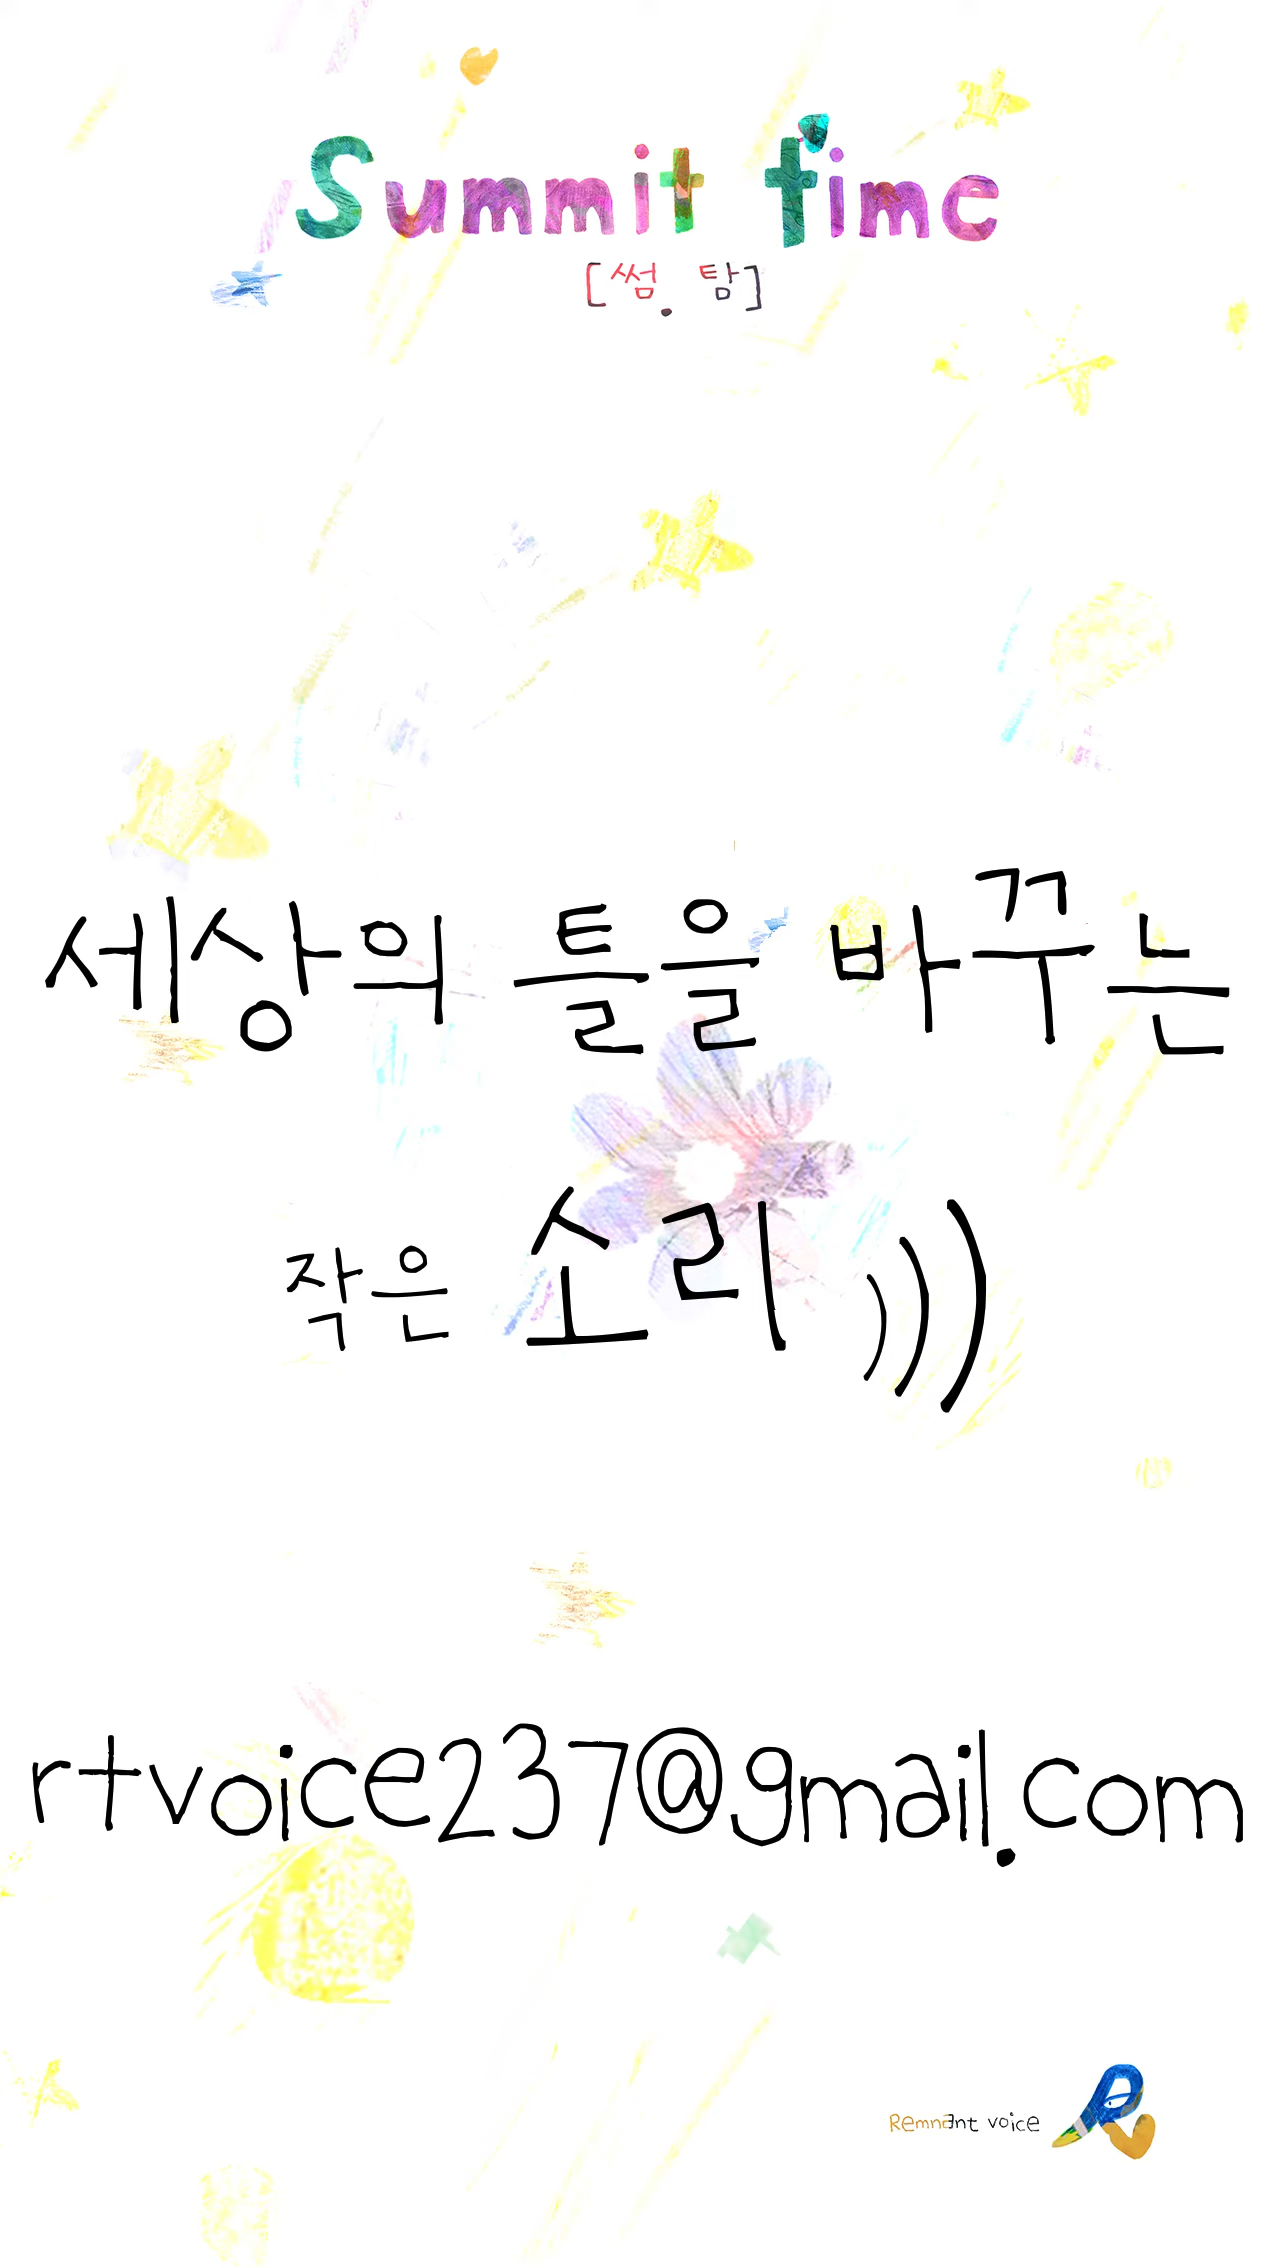 Summit time
[썸. 탐]
세상의 틀을 바꾸는
작은 소리)))
rtvoice237@gmail.com
Remnant voice